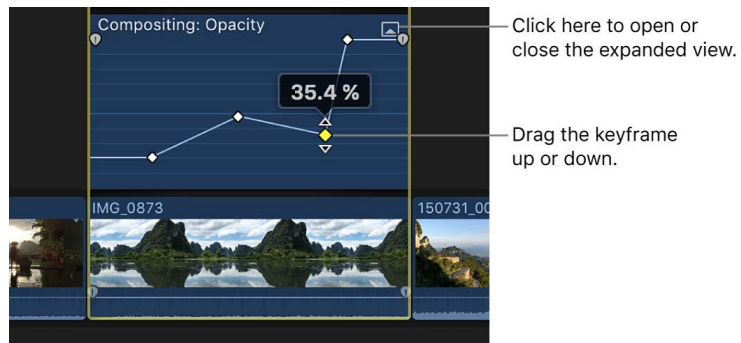 Compositing: Opacity
Click here to open or
close the expanded view.
35.4 %
Drag the keyframe
up or down.
IMG_0873
150731_00